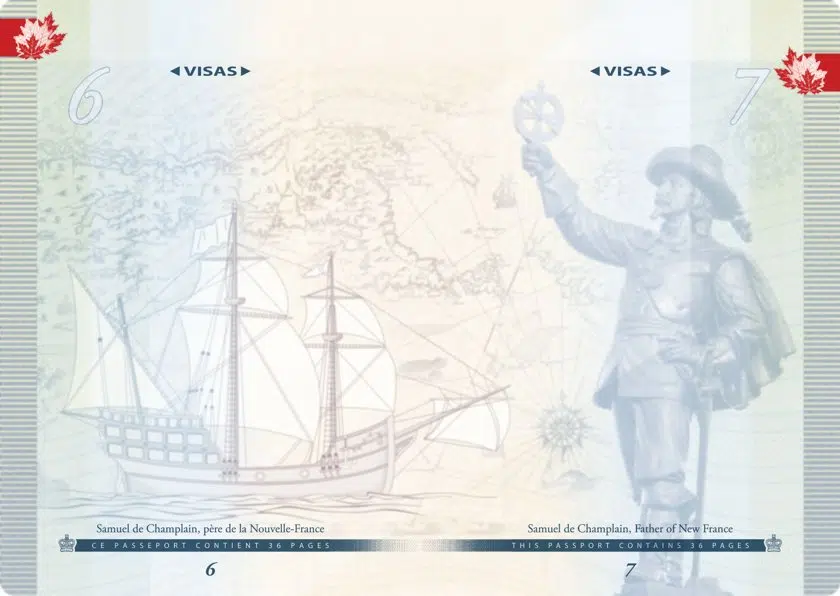 6
◀VISAS▶
◀VISAS▶
7
Samuel de Champlain, père de la Nouvelle-France
Samuel de Champlain, Father of New France
CE PASSEPORT CONTIENT 36 PAGES
THIS PASSPORT CONTAINS 36 PAGES
6
7